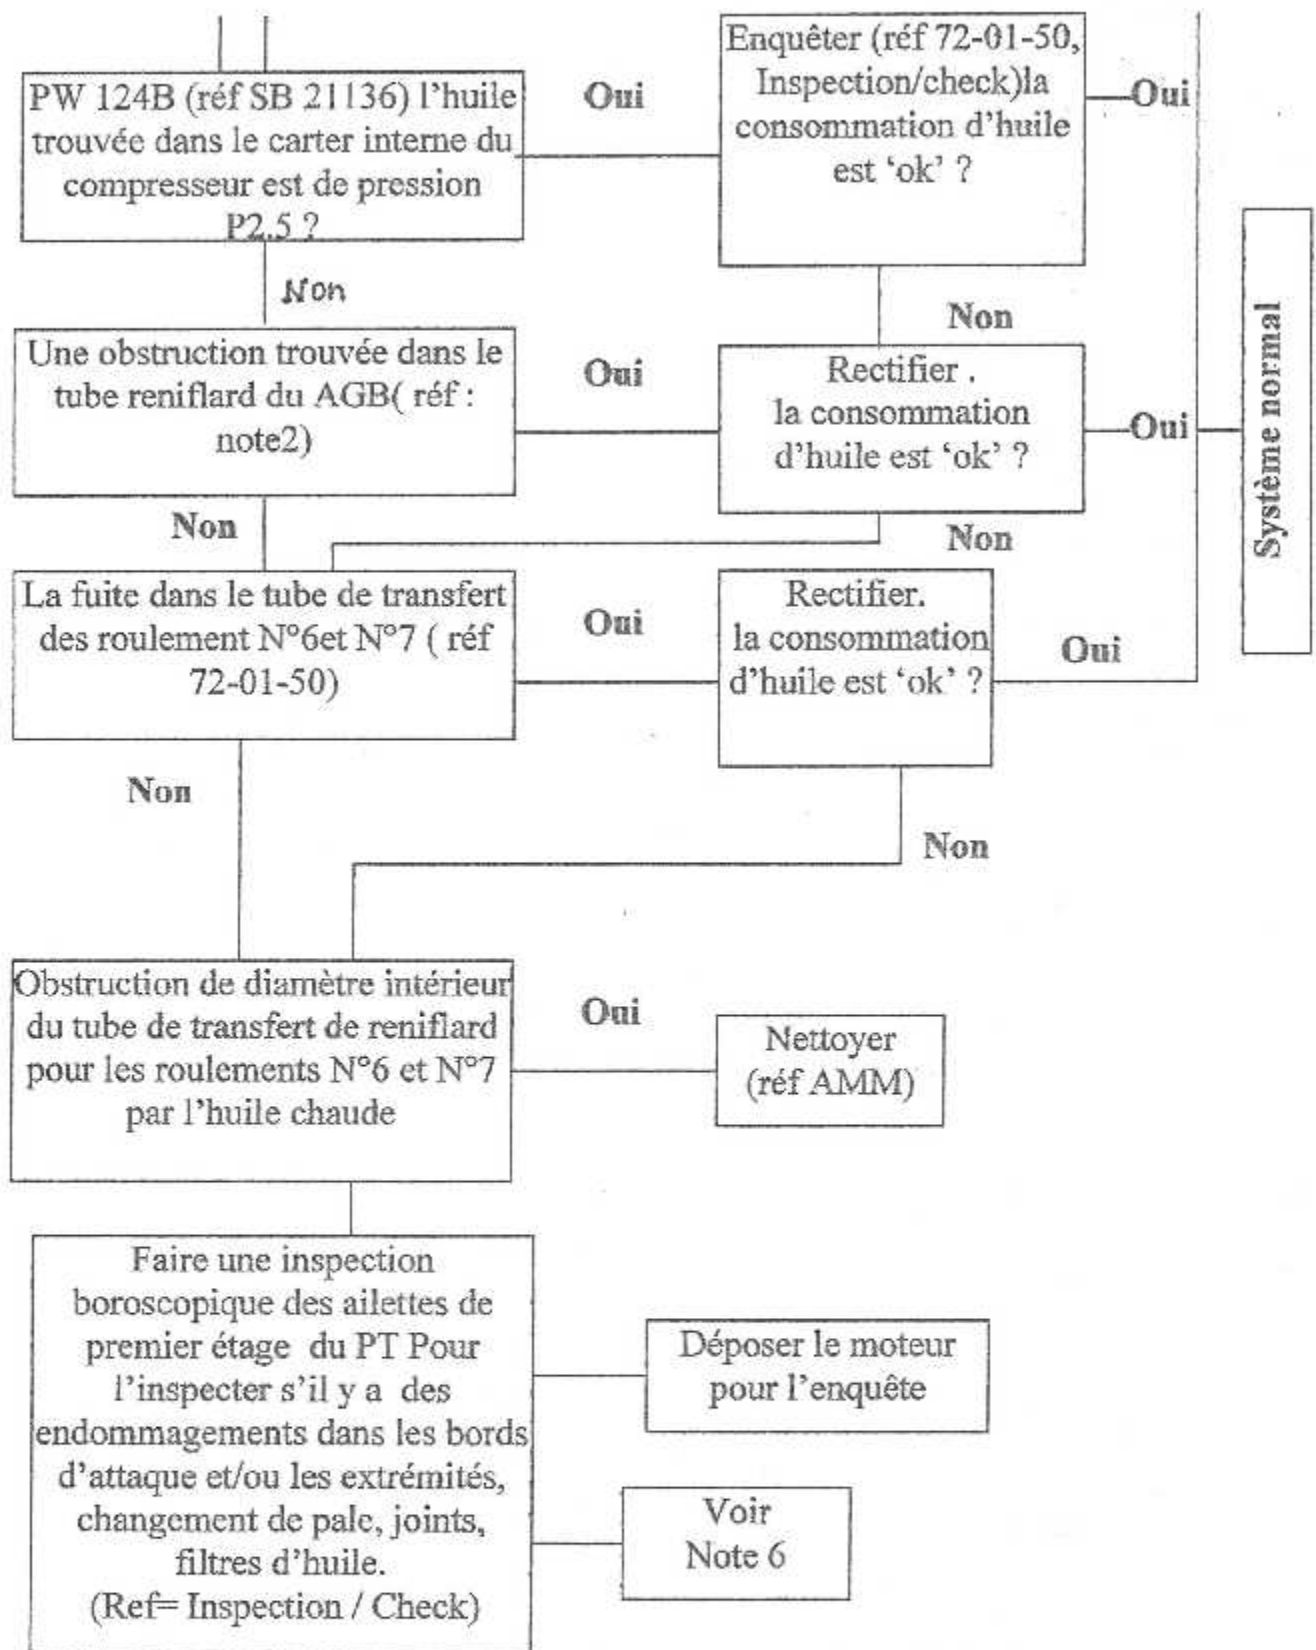 PW 124B (réf SB 21136) l'huile
trouvée dans le carter interne du
compresseur est de pression
P2.5 ?
Oui
Enquêter (réf 72-01-50,
Inspection/check)la
consommation d'huile
est ‘ok’ ?
Oui
Non
Non
Une obstruction trouvée dans le
tube reniflard du AGB( réf :
note2)
Oui
Rectifier .
la consommation
d'huile est ‘ok’ ?
Oui
Système normal
Non
Non
La fuite dans le tube de transfert
des roulement N°6et N°7 ( réf
72-01-50)
Oui
Rectifier.
la consommation
d'huile est ‘ok’ ?
Oui
Non
Non
Obstruction de diamètre intérieur
du tube de transfert de reniflard
pour les roulements N°6 et N°7
par l'huile chaude
Oui
Nettoyer
(réf AMM)
Faire une inspection
boroscopique des ailettes de
premier étage du PT Pour
l'inspecter s'il y a des
endommagements dans les bords
d'attaque et/ou les extrémités,
changement de pale, joints,
filtres d'huile.
(Ref= Inspection / Check)
Déposer le moteur
pour l'enquête
Voir
Note 6